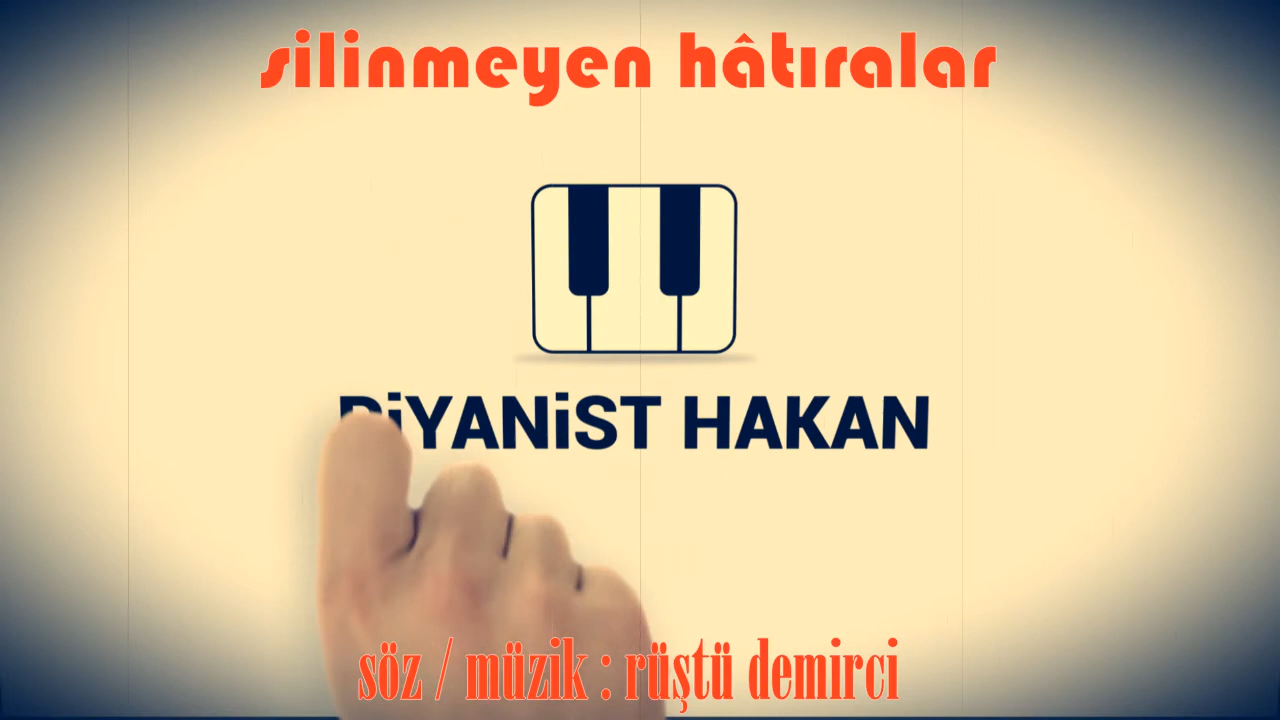 silinmeyen hâtıralar
PiYANiST HAKAN
söz / müzik : rüştü demirci